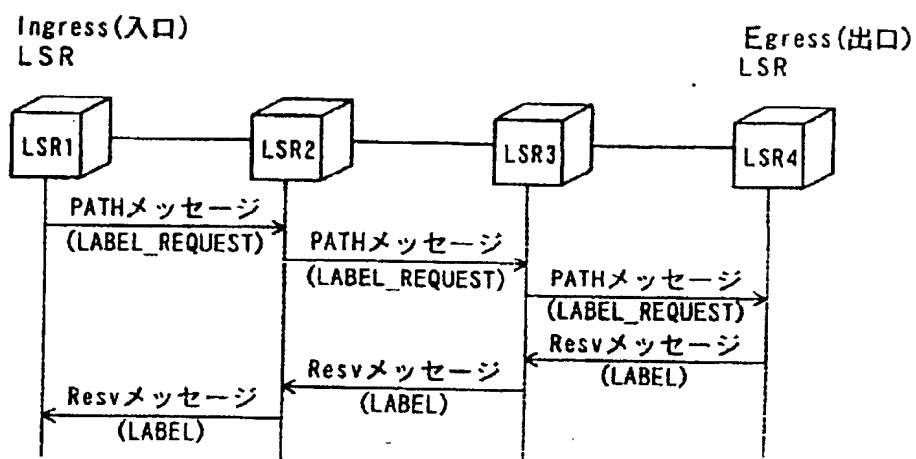 Ingress(入口)
LSR
Egress(出口)
LSR
LSR1
LSR2
LSR3
LSR4
PATHメッセージ
(LABEL_REQUEST)
PATHメッセージ
(LABEL_REQUEST)
PATHメッセージ
(LABEL_REQUEST)
Resvメッセージ
(LABEL)
Resvメッセージ
(LABEL)
Resvメッセージ
(LABEL)